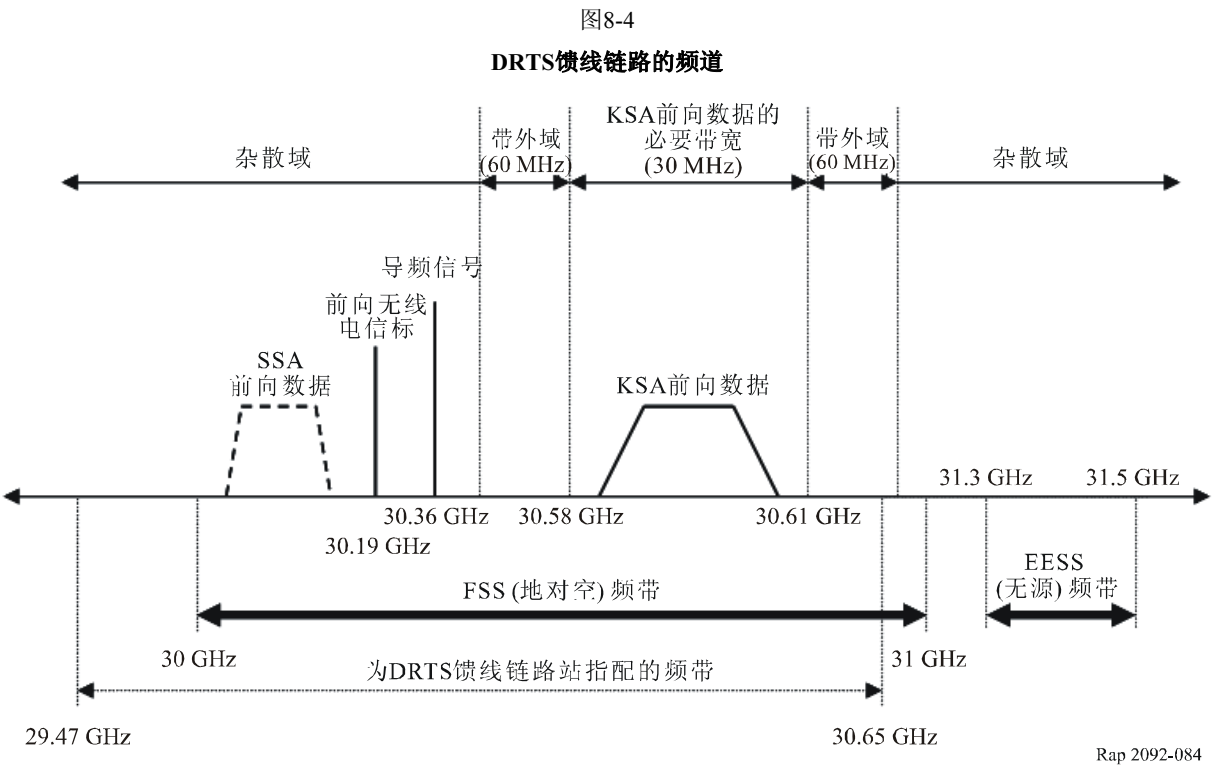 图8-4
DRTS馈线链路的频道
KSA前向数据的
必要带宽
(30 MHz)
杂散域
带外域
(60 MHz)
带外域
(60 MHz)
杂散域
导频信号
前向无线
电信标
SSA
前向数据
KSA前向数据
31.3 GHz
31.5 GHz
30.36 GHz
30.58 GHz
30.61 GHz
30.19 GHz
EESS
(无源) 频带
FSS (地对空) 频带
30 GHz
31 GHz
为DRTS馈线链路站指配的频带
29.47 GHz
30.65 GHz
Rap 2092-084